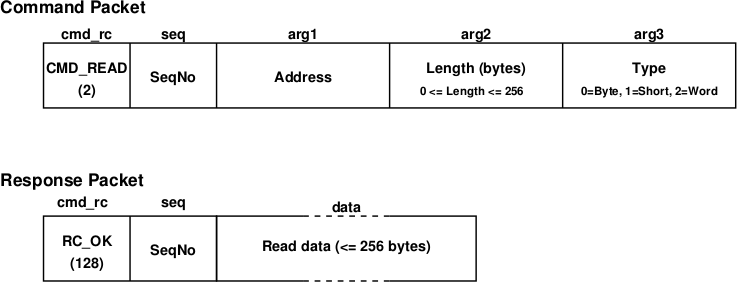 Command Packet
cmd_rc seq arg1 arg2 arg3
CMD_READ
(2)
SeqNo
Address
Length (bytes)
0 <= Length <= 256
Type
0=Byte, 1=Short, 2=Word
Response Packet
cmd_rc seq data
RC_OK
(128)
SeqNo
Read data (<= 256 bytes)